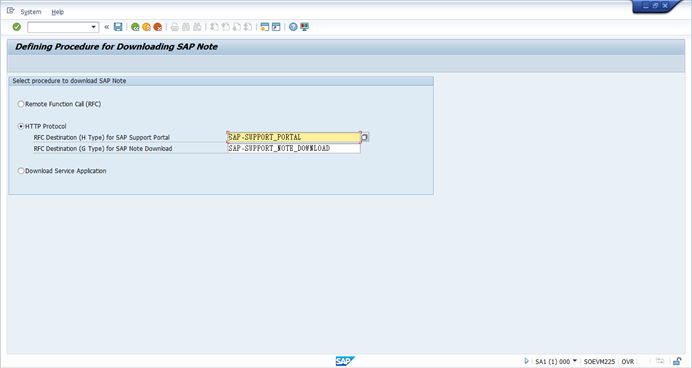 System Help
Defining Procedure for Downloading SAP Note
Select procedure to download SAP Note
Remote Function Call (RFC)
HTTP Protocol
RFC Destination (H Type) for SAP Support Portal SAP-SUPPORT_PORTAL
RFC Destination (G Type) for SAP Note Download SAP-SUPPORT_NOTE_DOWNLOAD
Download Service Application
SAP SA1 (1) 000 SOEVM225 OVR